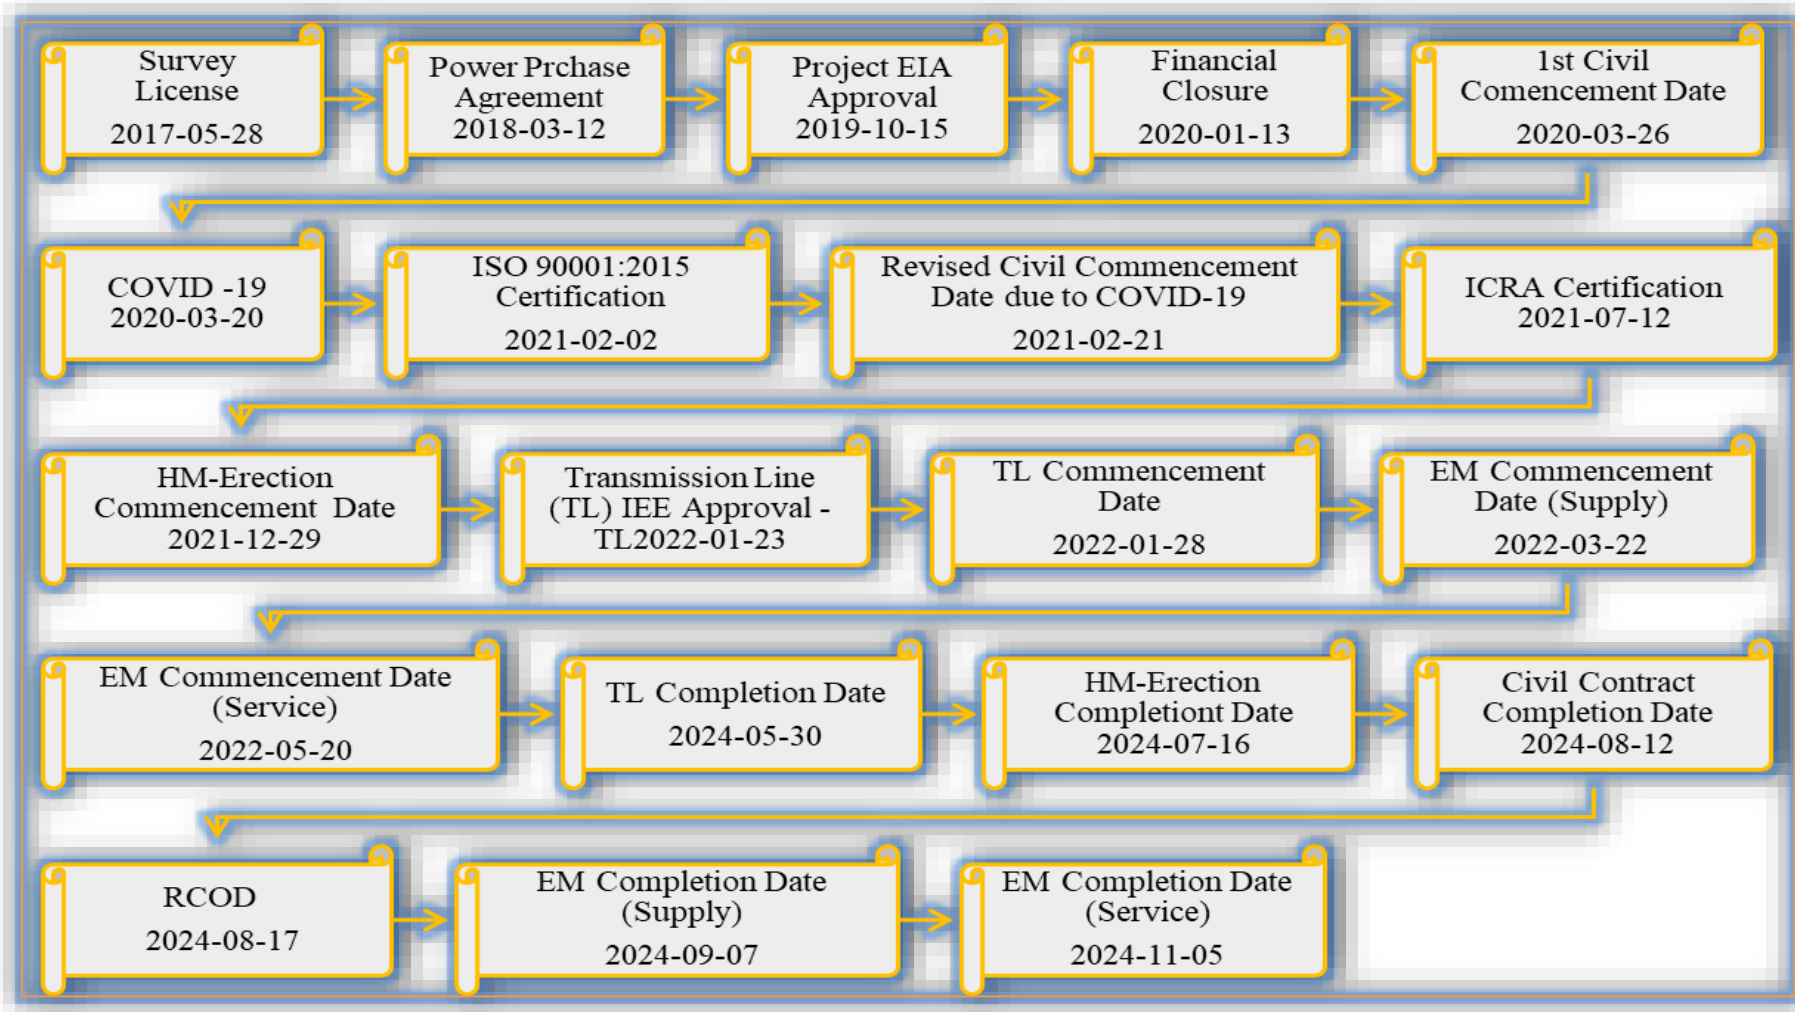 Survey
License
2017-05-28
Power Prchase
Agreement
2018-03-12
Project EIA
Approval
2019-10-15
Financial
Closure
2020-01-13
1st Civil
Comencement Date
2020-03-26
COVID -19
2020-03-20
ISO 90001:2015
Certification
2021-02-02
Revised Civil Commencement
Date due to COVID-19
2021-02-21
ICRA Certification
2021-07-12
HM-Erection
Commencement Date
2021-12-29
Transmission Line
(TL) IEE Approval -
TL2022-01-23
TL Commencement
Date
2022-01-28
EM Commencement
Date (Supply)
2022-03-22
EM Commencement Date
(Service)
2022-05-20
TL Completion Date
2024-05-30
HM-Erection
Completiont Date
2024-07-16
Civil Contract
Completion Date
2024-08-12
RCOD
2024-08-17
EM Completion Date
(Supply)
2024-09-07
EM Completion Date
(Service)
2024-11-05